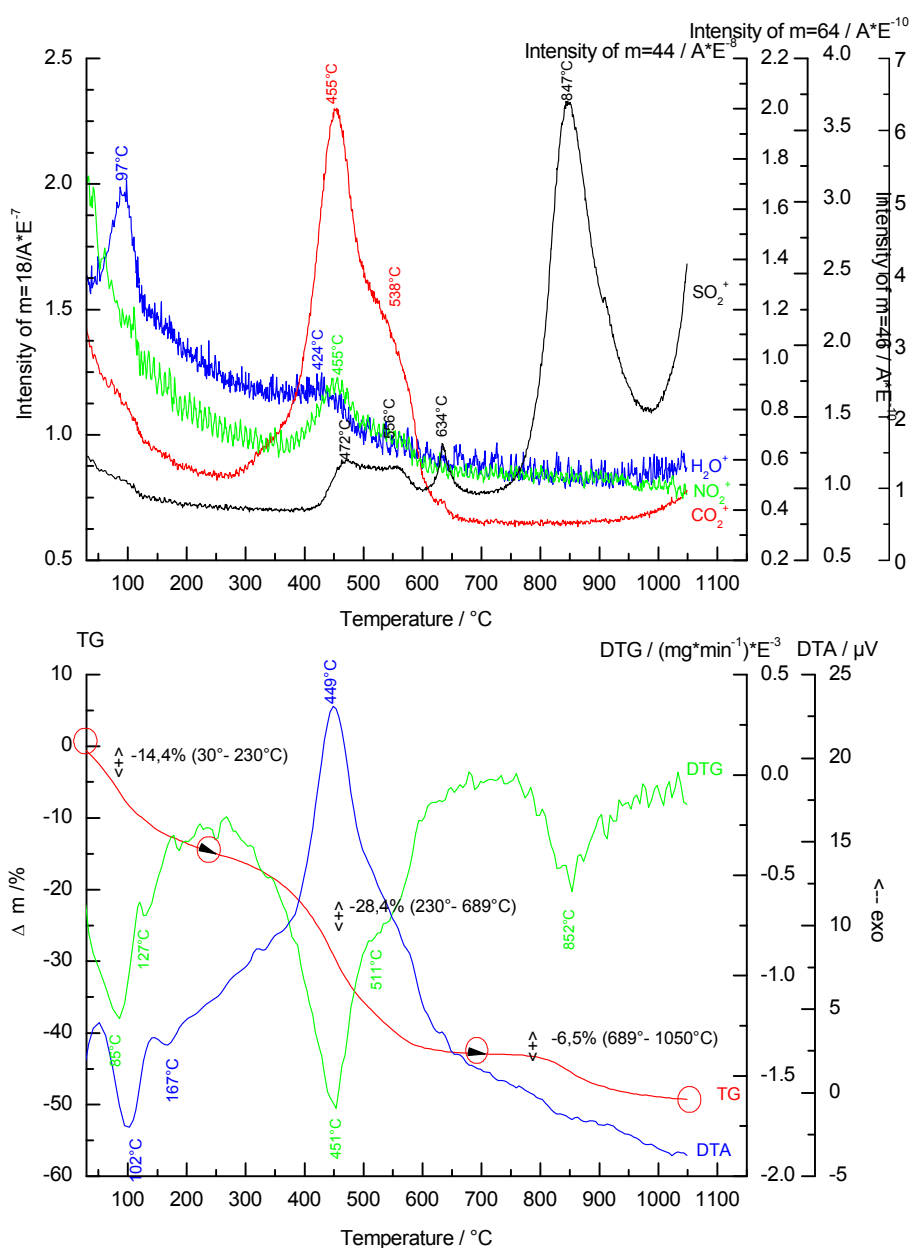 Intensity of m=64 / A*E⁻¹⁰
Intensity of m=44 / A*E⁻⁸
Intensity of m=18/A*E⁻⁷
Intensity of m=46 / A*E⁻¹⁰
2.5
2.0
1.5
1.0
0.5
2.2
2.0
1.8
1.6
1.4
1.2
1.0
0.8
0.6
0.4
0.2
4.0
3.5
3.0
2.5
2.0
1.5
1.0
0.5
7
6
5
4
3
2
1
0
97°C
455°C
847°C
538°C
424°C
455°C
472°C
556°C
634°C
SO₂⁺
H₂O⁺
NO₂⁺
CO₂⁺
100 200 300 400 500 600 700 800 900 1000 1100
Temperature / °C
TG
DTG / (mg*min⁻¹)*E⁻³
DTA / µV
Δ m /%
<-- exo
10
0
-10
-20
-30
-40
-50
-60
0.5
0.0
-0.5
-1.0
-1.5
-2.0
25
20
15
10
5
0
-5
449°C
<+> -14,4% (30°- 230°C)
DTG
<+> -28,4% (230°- 689°C)
127°C
511°C
852°C
85°C
167°C
<+> -6,5% (689°- 1050°C)
102°C
451°C
TG
DTA
100 200 300 400 500 600 700 800 900 1000 1100
Temperature / °C